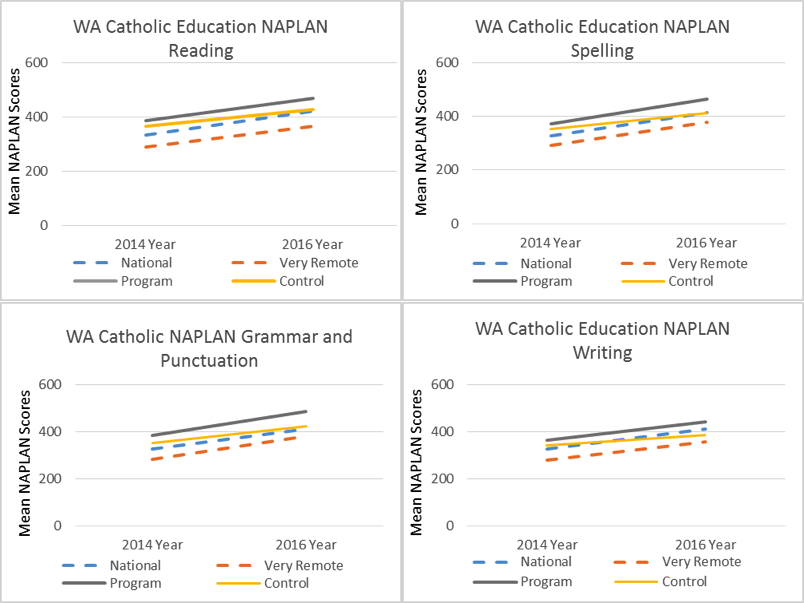 WA Catholic Education NAPLAN
Reading
Mean NAPLAN Scores
600
400
200
0
2014 Year
2016 Year
National
Very Remote
Program
Control
WA Catholic Education NAPLAN
Spelling
Mean NAPLAN Scores
600
400
200
0
2014 Year
2016 Year
National
Very Remote
Program
Control
WA Catholic NAPLAN Grammar and
Punctuation
Mean NAPLAN Scores
600
400
200
0
2014 Year
2016 Year
National
Very Remote
Program
Control
WA Catholic Education NAPLAN
Writing
Mean NAPLAN Scores
600
400
200
0
2014 Year
2016 Year
National
Very Remote
Program
Control